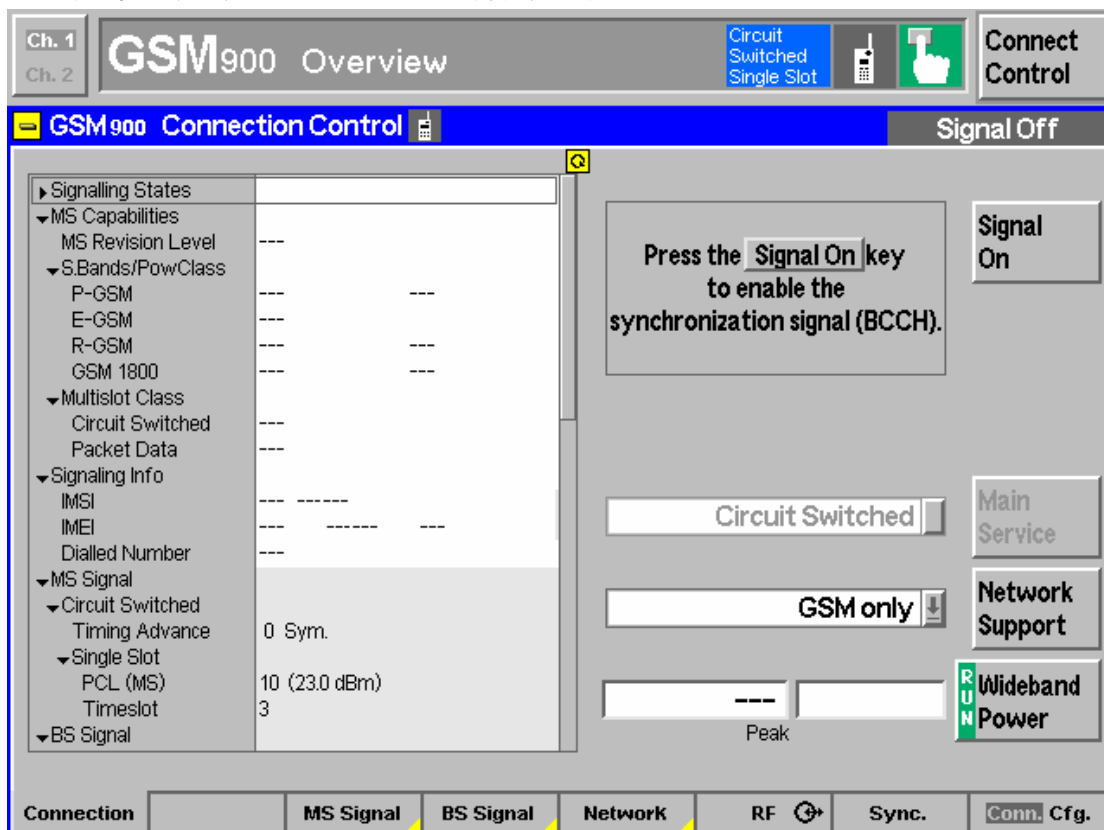 Ch. 1
Ch. 2
GSM900 Overview
Circuit
Switched
Single Slot
Connect
Control
GSM 900 Connection Control
Signal Off
Signalling States
MS Capabilities
MS Revision Level ---
S.Bands/PowClass
P-GSM --- ---
E-GSM ---
R-GSM --- ---
GSM 1800 --- ---
Multislot Class
Circuit Switched ---
Packet Data ---
Signaling Info
IMSI --- ------
IMEI --- ------ ---
Dialled Number ---
MS Signal
Circuit Switched
Timing Advance 0 Sym.
Single Slot
PCL (MS) 10 (23.0 dBm)
Timeslot 3
BS Signal
Press the Signal On key
to enable the
synchronization signal (BCCH).
Signal
On
Circuit Switched
Main
Service
GSM only
Network
Support
---
Peak
RUN
Wideband
Power
Connection
MS Signal
BS Signal
Network
RF
Sync.
Conn. Cfg.